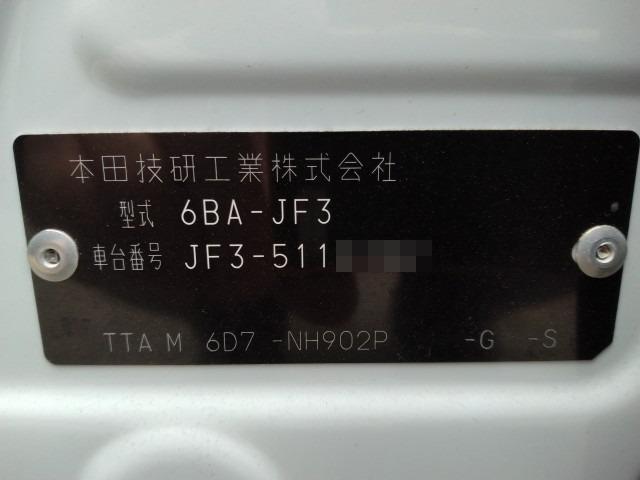 本田技研工業株式会社
型式 6BA-JF3
車台番号 JF3-511
TTA M 6D7 -NH902P -G -S